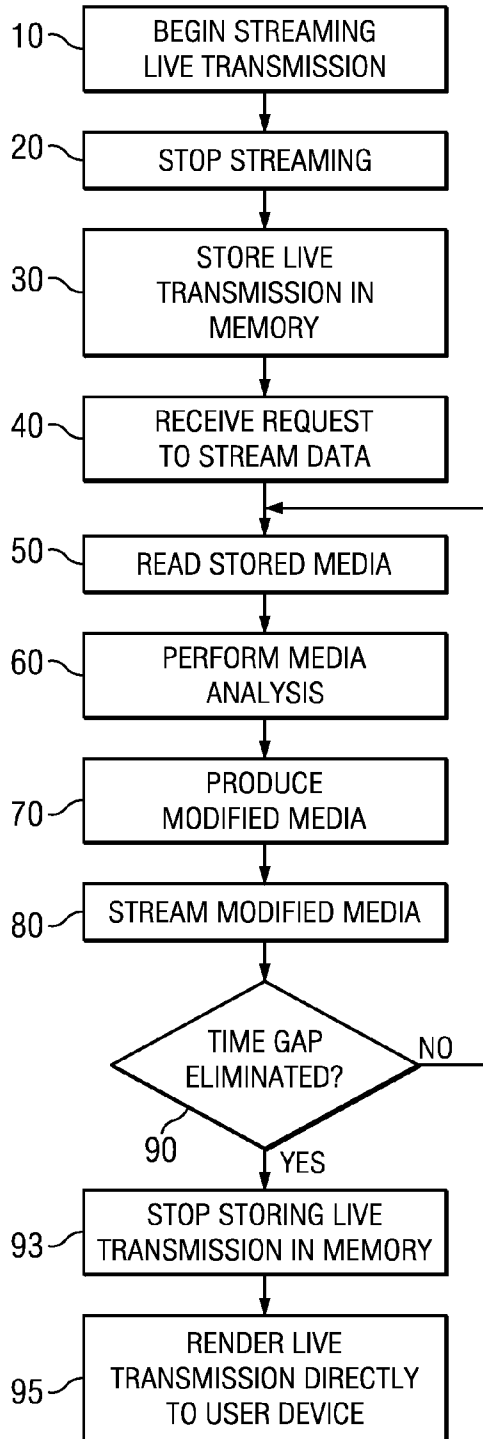 10
BEGIN STREAMING
LIVE TRANSMISSION
20
STOP STREAMING
30
STORE LIVE
TRANSMISSION IN
MEMORY
40
RECEIVE REQUEST
TO STREAM DATA
50
READ STORED MEDIA
60
PERFORM MEDIA
ANALYSIS
70
PRODUCE
MODIFIED MEDIA
80
STREAM MODIFIED MEDIA
TIME GAP
ELIMINATED?
NO
90
YES
93
STOP STORING LIVE
TRANSMISSION IN MEMORY
95
RENDER LIVE
TRANSMISSION DIRECTLY
TO USER DEVICE